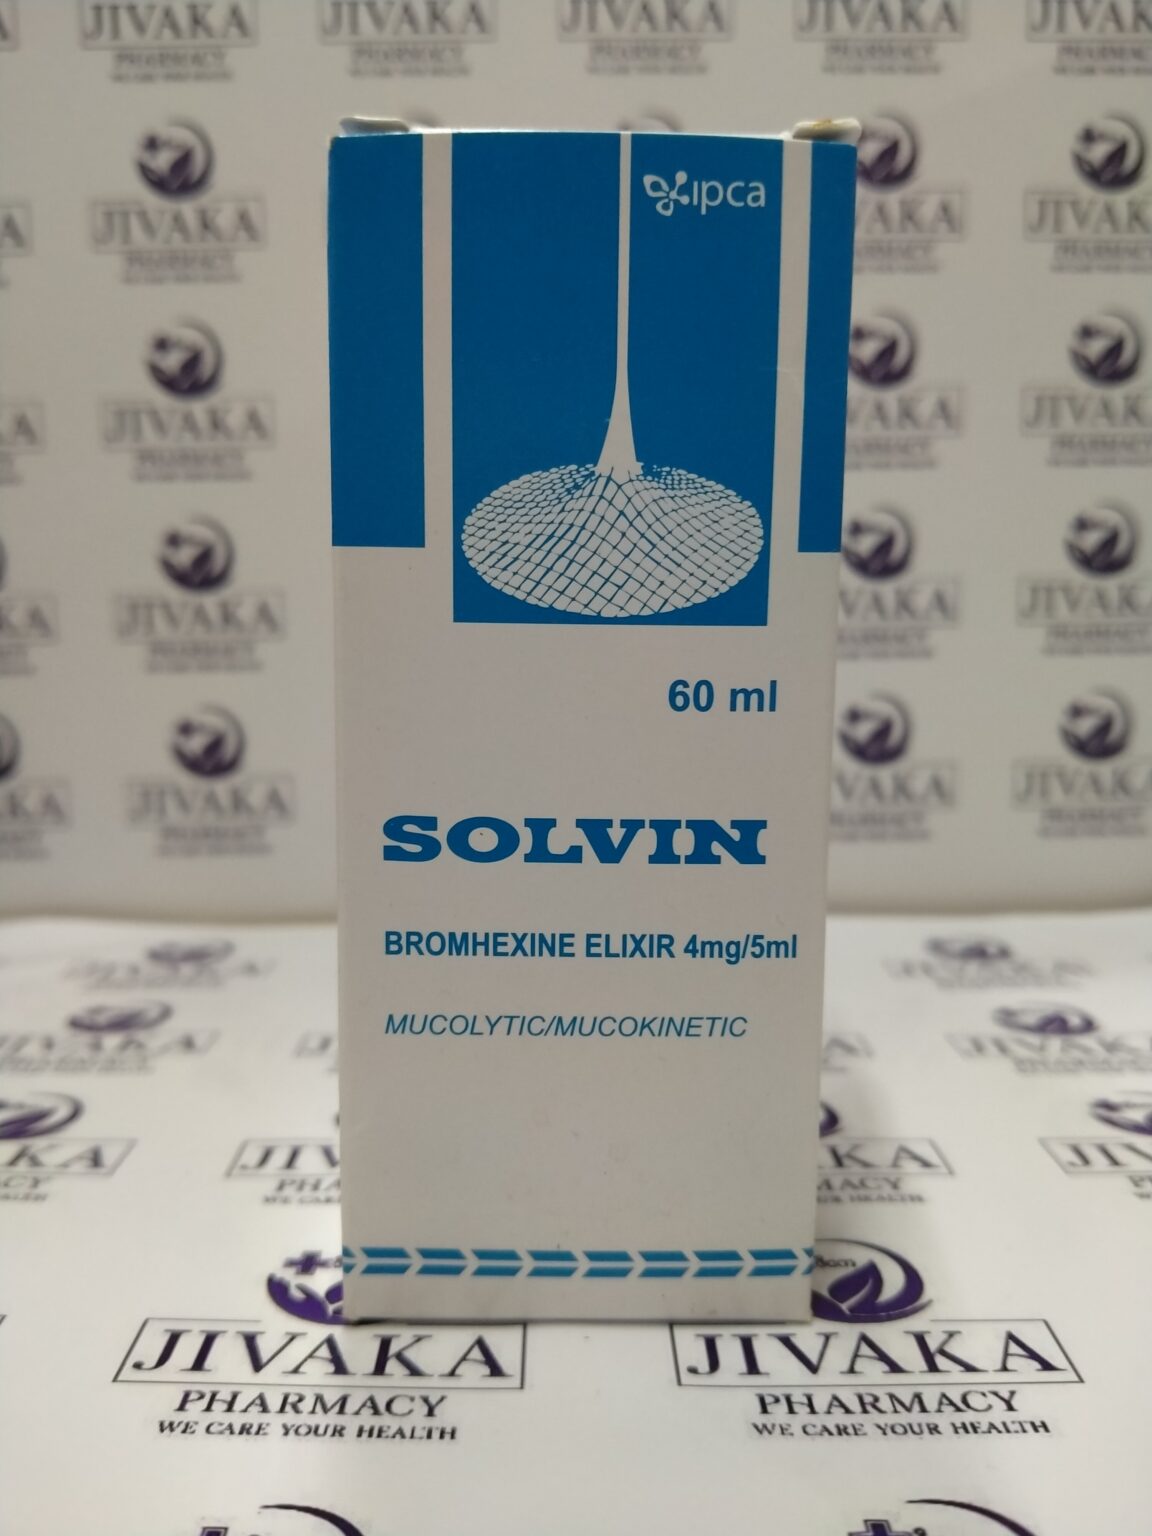 ipca
60 ml
SOLVIN
BROMHEXINE ELIXIR 4mg/5ml
MUCOLYTIC/MUCOKINETIC
JIVAKA
PHARMACY
WE CARE YOUR HEALTH
JIVAKA
PHARMACY
WE CARE YOUR HEALTH